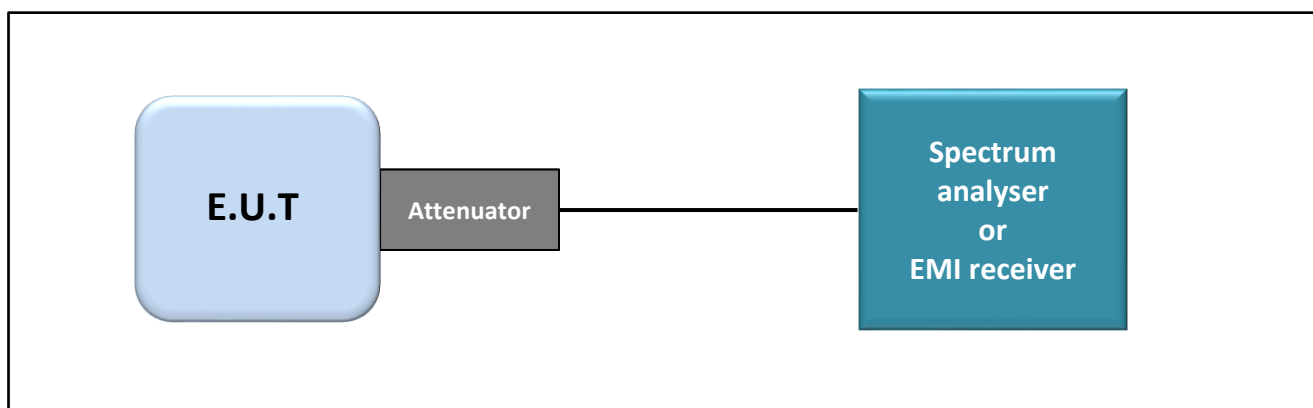 E.U.T
Attenuator
Spectrum
analyser
or
EMI receiver